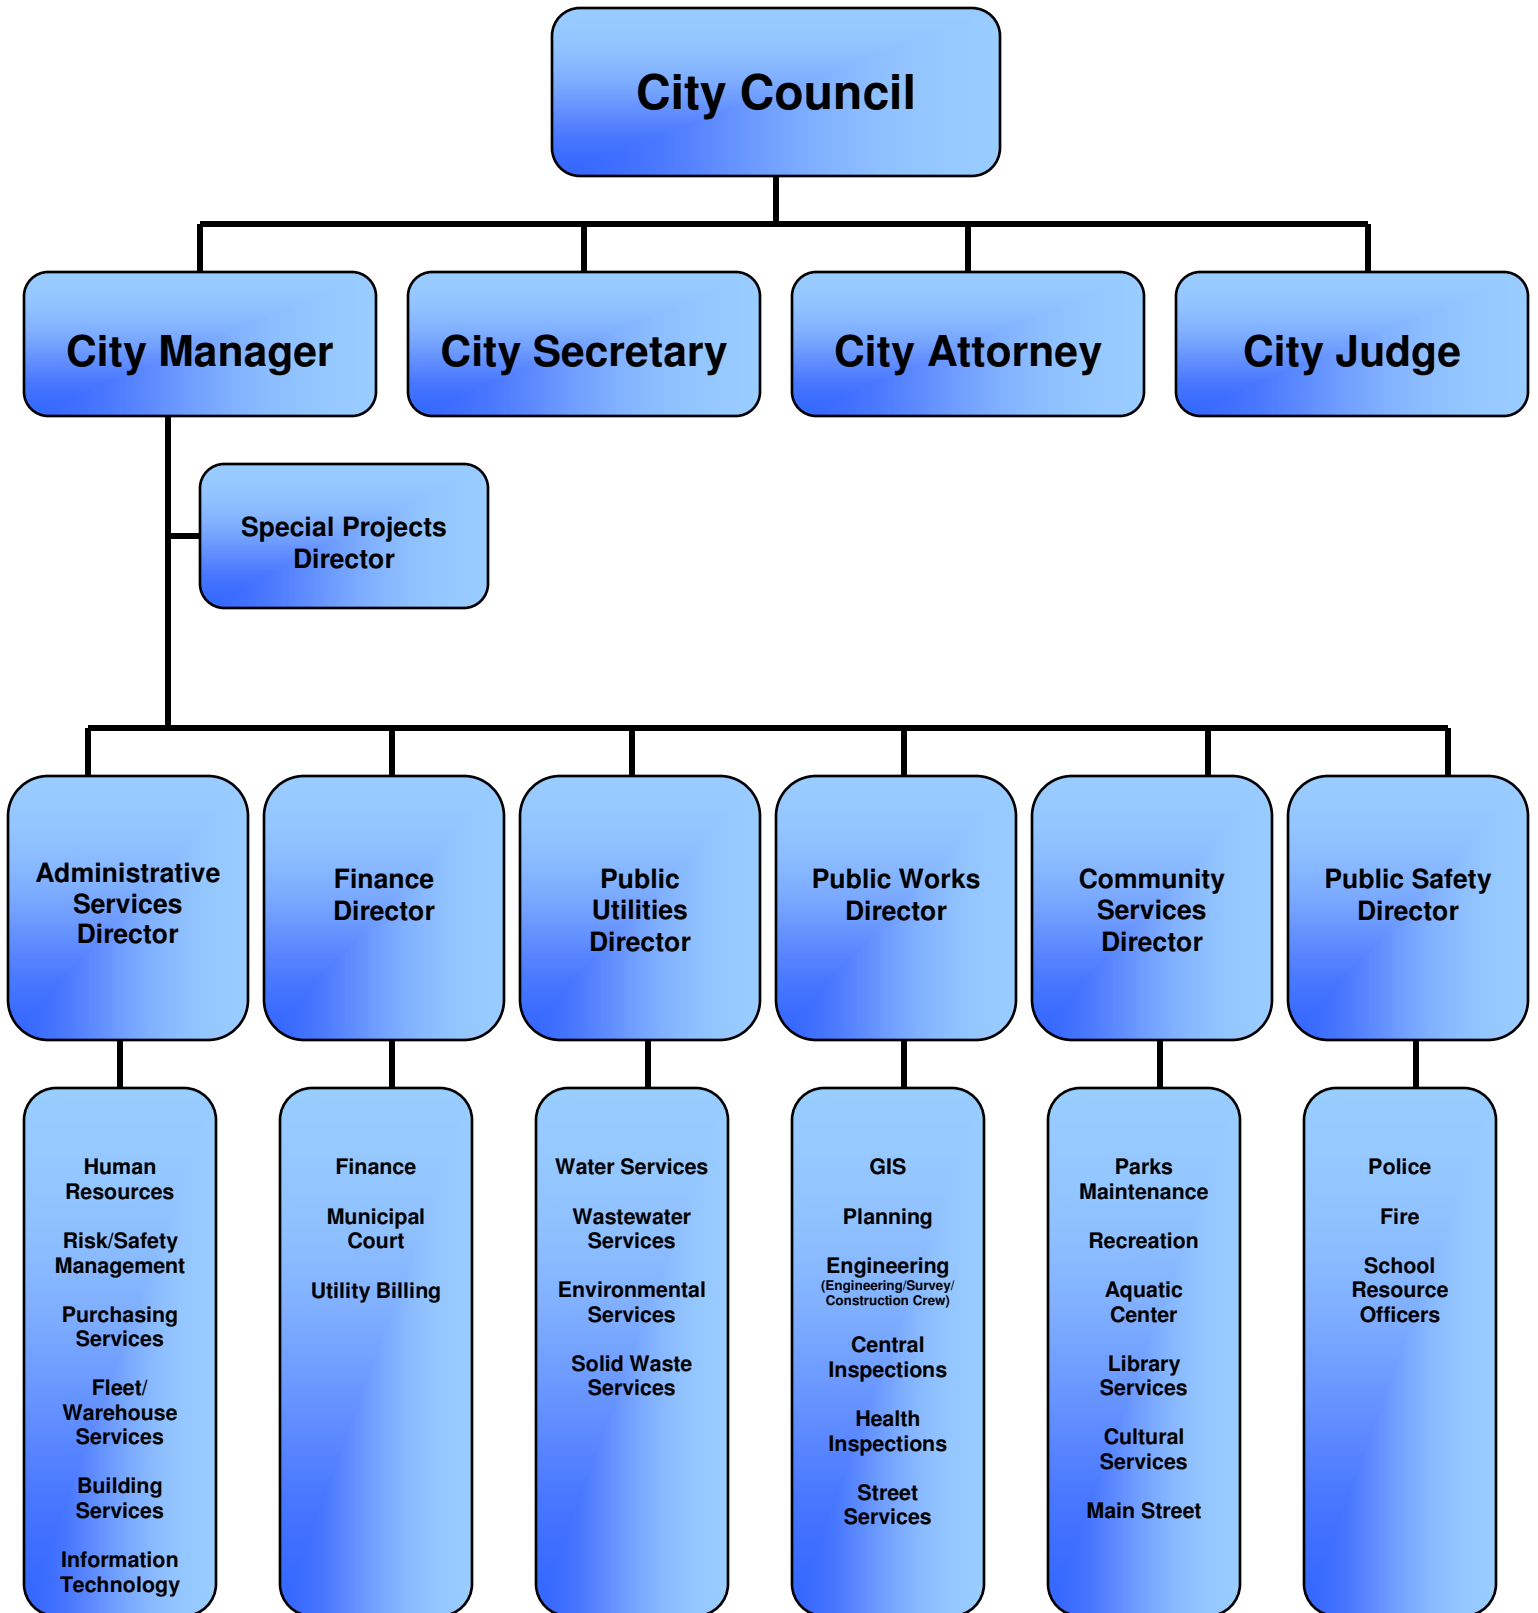 City Council
City Manager
City Secretary
City Attorney
City Judge
Special Projects
Director
Administrative
Services
Director
Finance
Director
Public
Utilities
Director
Public Works
Director
Community
Services
Director
Public Safety
Director
Human
Resources
Risk/Safety
Management
Purchasing
Services
Fleet/
Warehouse
Services
Building
Services
Information
Technology
Finance
Municipal
Court
Utility Billing
Water Services
Wastewater
Services
Environmental
Services
Solid Waste
Services
GIS
Planning
Engineering
(Engineering/Survey/
Construction Crew)
Central
Inspections
Health
Inspections
Street
Services
Parks
Maintenance
Recreation
Aquatic
Center
Library
Services
Cultural
Services
Main Street
Police
Fire
School
Resource
Officers